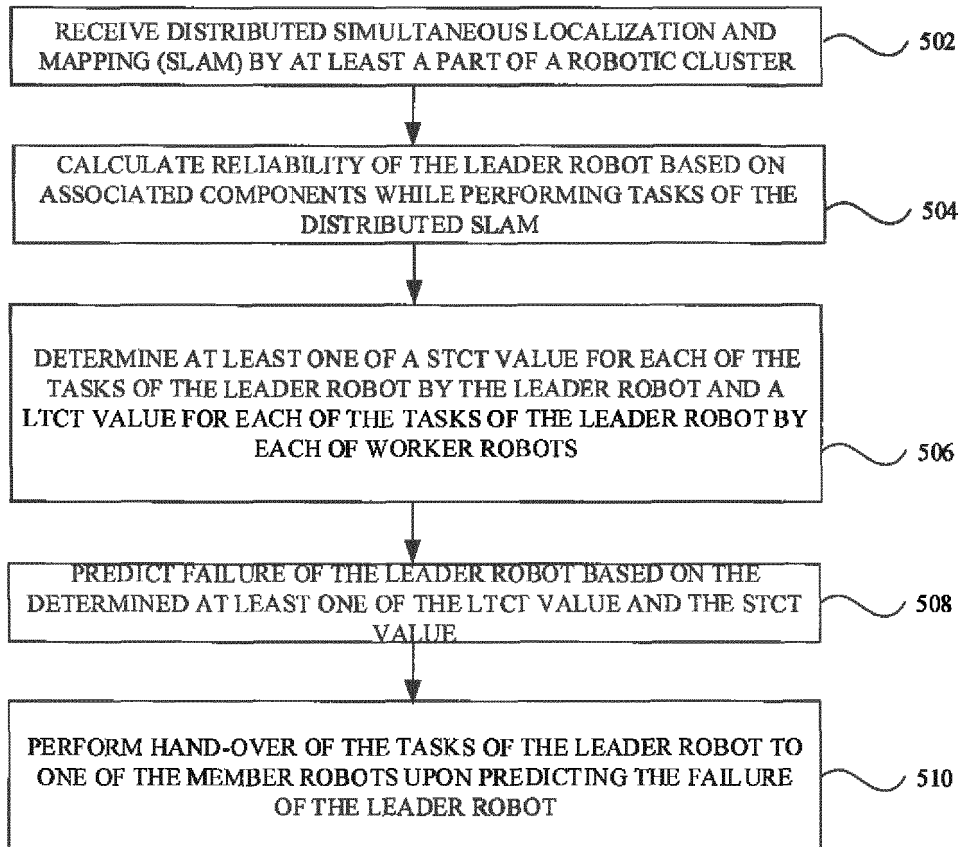 RECEIVE DISTRIBUTED SIMULTANEOUS LOCALIZATION AND
MAPPING (SLAM) BY AT LEAST A PART OF A ROBOTIC CLUSTER
502
CALCULATE RELIABILITY OF THE LEADER ROBOT BASED ON
ASSOCIATED COMPONENTS WHILE PERFORMING TASKS OF THE
DISTRIBUTED SLAM
504
DETERMINE AT LEAST ONE OF A STCT VALUE FOR EACH OF THE
TASKS OF THE LEADER ROBOT BY THE LEADER ROBOT AND A
LTCT VALUE FOR EACH OF THE TASKS OF THE LEADER ROBOT BY
EACH OF WORKER ROBOTS
506
PREDICT FAILURE OF THE LEADER ROBOT BASED ON THE
DETERMINED AT LEAST ONE OF THE LTCT VALUE AND THE STCT
VALUE
508
PERFORM HAND-OVER OF THE TASKS OF THE LEADER ROBOT TO
ONE OF THE MEMBER ROBOTS UPON PREDICTING THE FAILURE
OF THE LEADER ROBOT
510